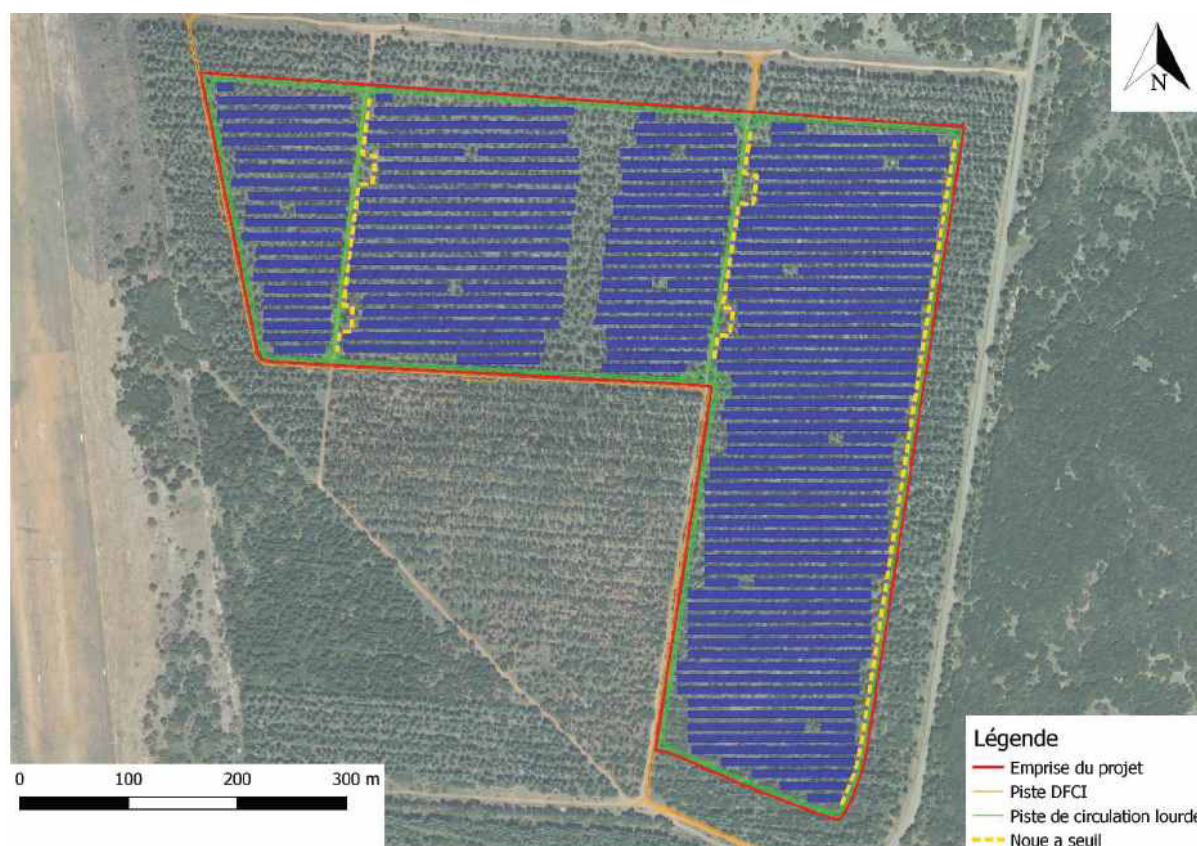 N
0 100 200 300 m
Légende
Emprise du projet
Piste DFCI
Piste de circulation lourde
Noue a seuil